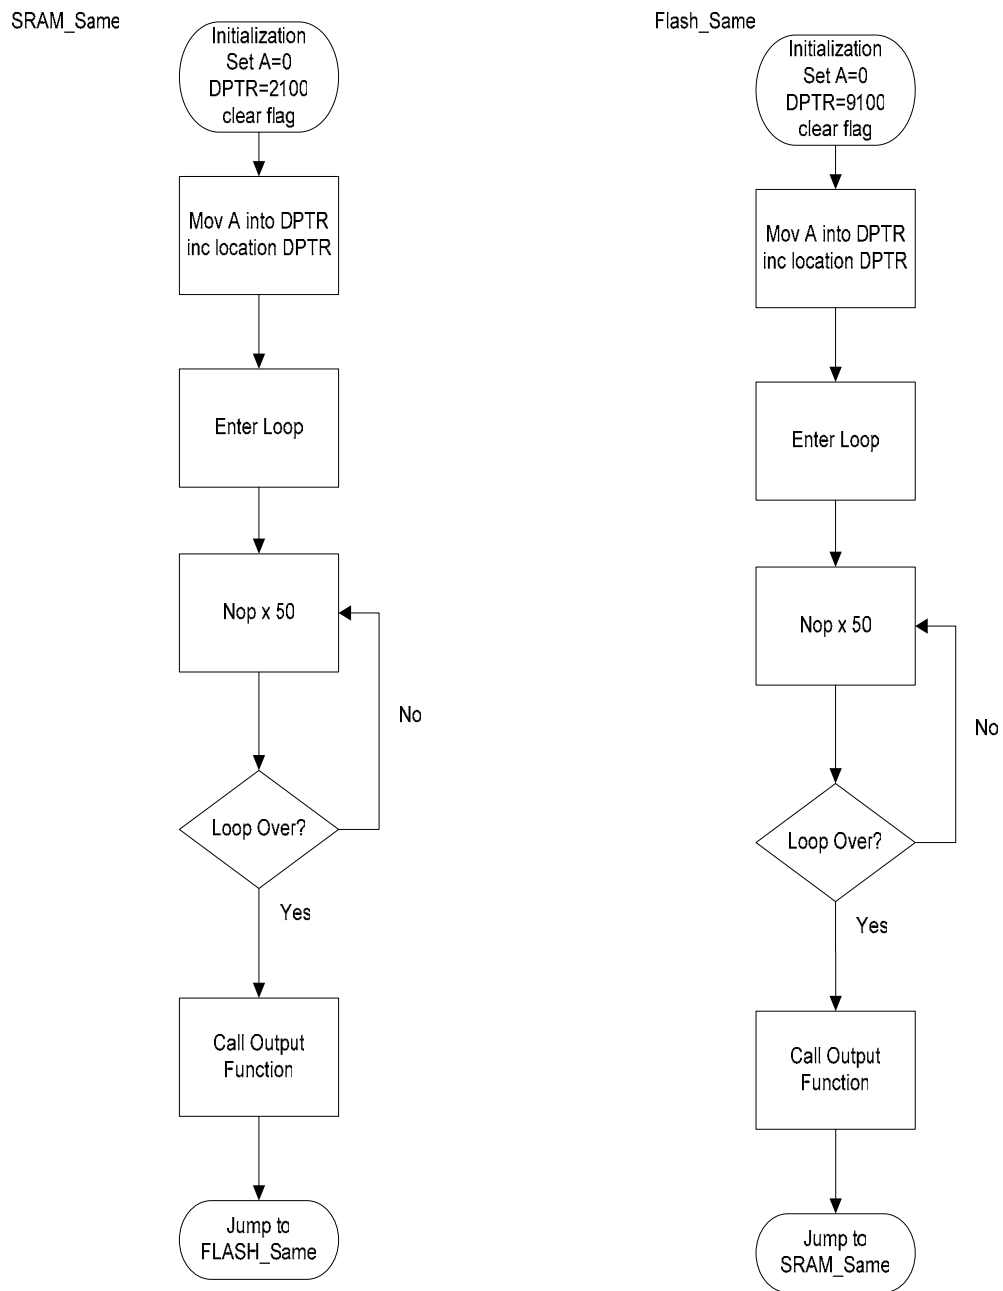 SRAM_Same
Initialization
Set A=0
DPTR=2100
clear flag
Mov A into DPTR
inc location DPTR
Enter Loop
Nop x 50
No
Loop Over?
Yes
Call Output
Function
Jump to
FLASH_Same
Flash_Same
Initialization
Set A=0
DPTR=9100
clear flag
Mov A into DPTR
inc location DPTR
Enter Loop
Nop x 50
No
Loop Over?
Yes
Call Output
Function
Jump to
SRAM_Same